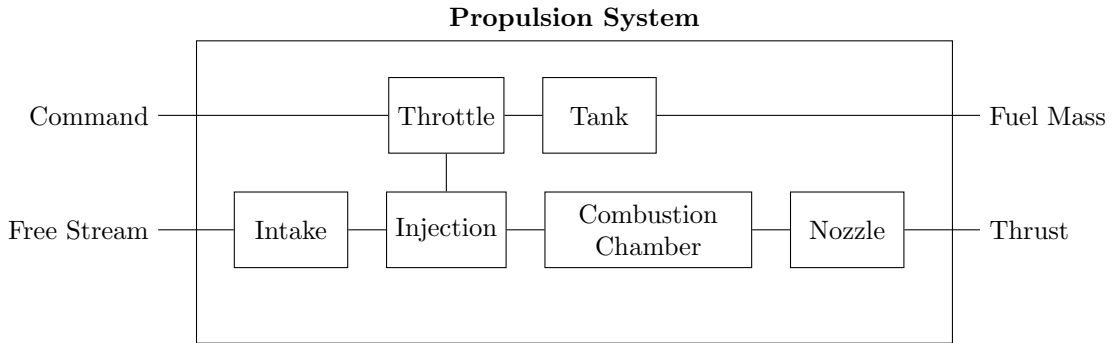 Propulsion System
Command
Throttle
Tank
Fuel Mass
Free Stream
Intake
Injection
Combustion
Chamber
Nozzle
Thrust